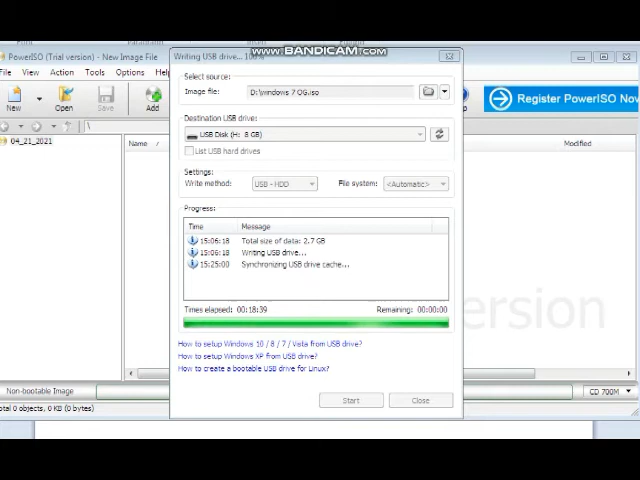 www.BANDICAM.com
PowerISO (Trial version) - New Image File
File View Action Tools Options
New Open Save Add
Register PowerISO Now
\
04_21_2021
Name
Modified
Writing USB drive... 100%
Select source:
Image file: D:\windows 7 OG.iso
Destination USB drive:
USB Disk (H: 8 GB)
List USB hard drives
Settings:
Write method: USB - HDD File system: <Automatic>
Progress:
Time Message
15:06:18 Total size of data: 2.7 GB
15:06:18 Writing USB drive...
15:25:00 Synchronizing USB drive cache...
Times elapsed: 00:18:39 Remaining: 00:00:00
How to setup Windows 10 / 8 / 7 / Vista from USB drive?
How to setup Windows XP from USB drive?
How to create a bootable USB for Linux?
Start Close
ersion
Non-bootable Image
CD 700M
otal 0 objects, 0 KB (0 bytes)